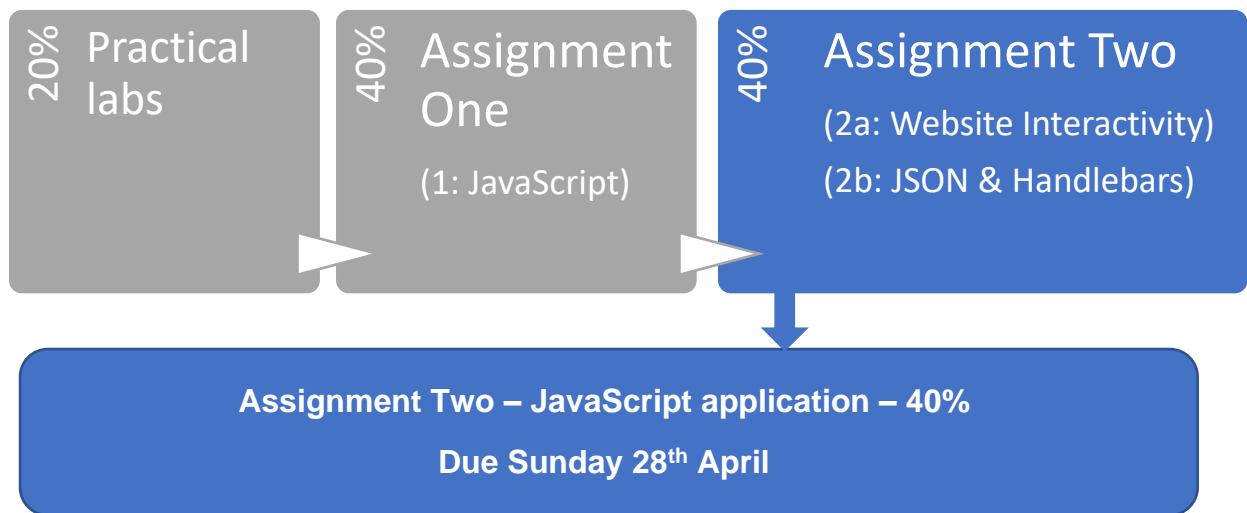 20%
Practical
labs
40%
Assignment
One
(1: JavaScript)
40%
Assignment Two
(2a: Website Interactivity)
(2b: JSON & Handlebars)
Assignment Two – JavaScript application – 40%
Due Sunday 28th April